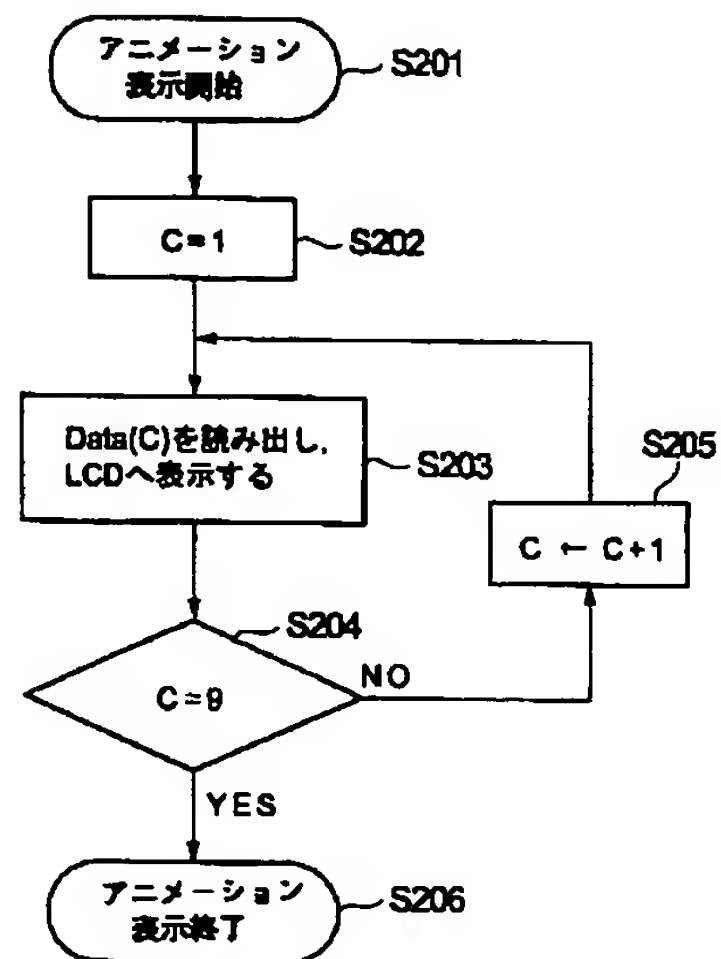 アニメーション
表示開始
S201
C=1
S202
Data(C)を読み出し,
LCDへ表示する
S203
S205
C ← C+1
S204
C=9
NO
YES
アニメーション
表示終了
S206